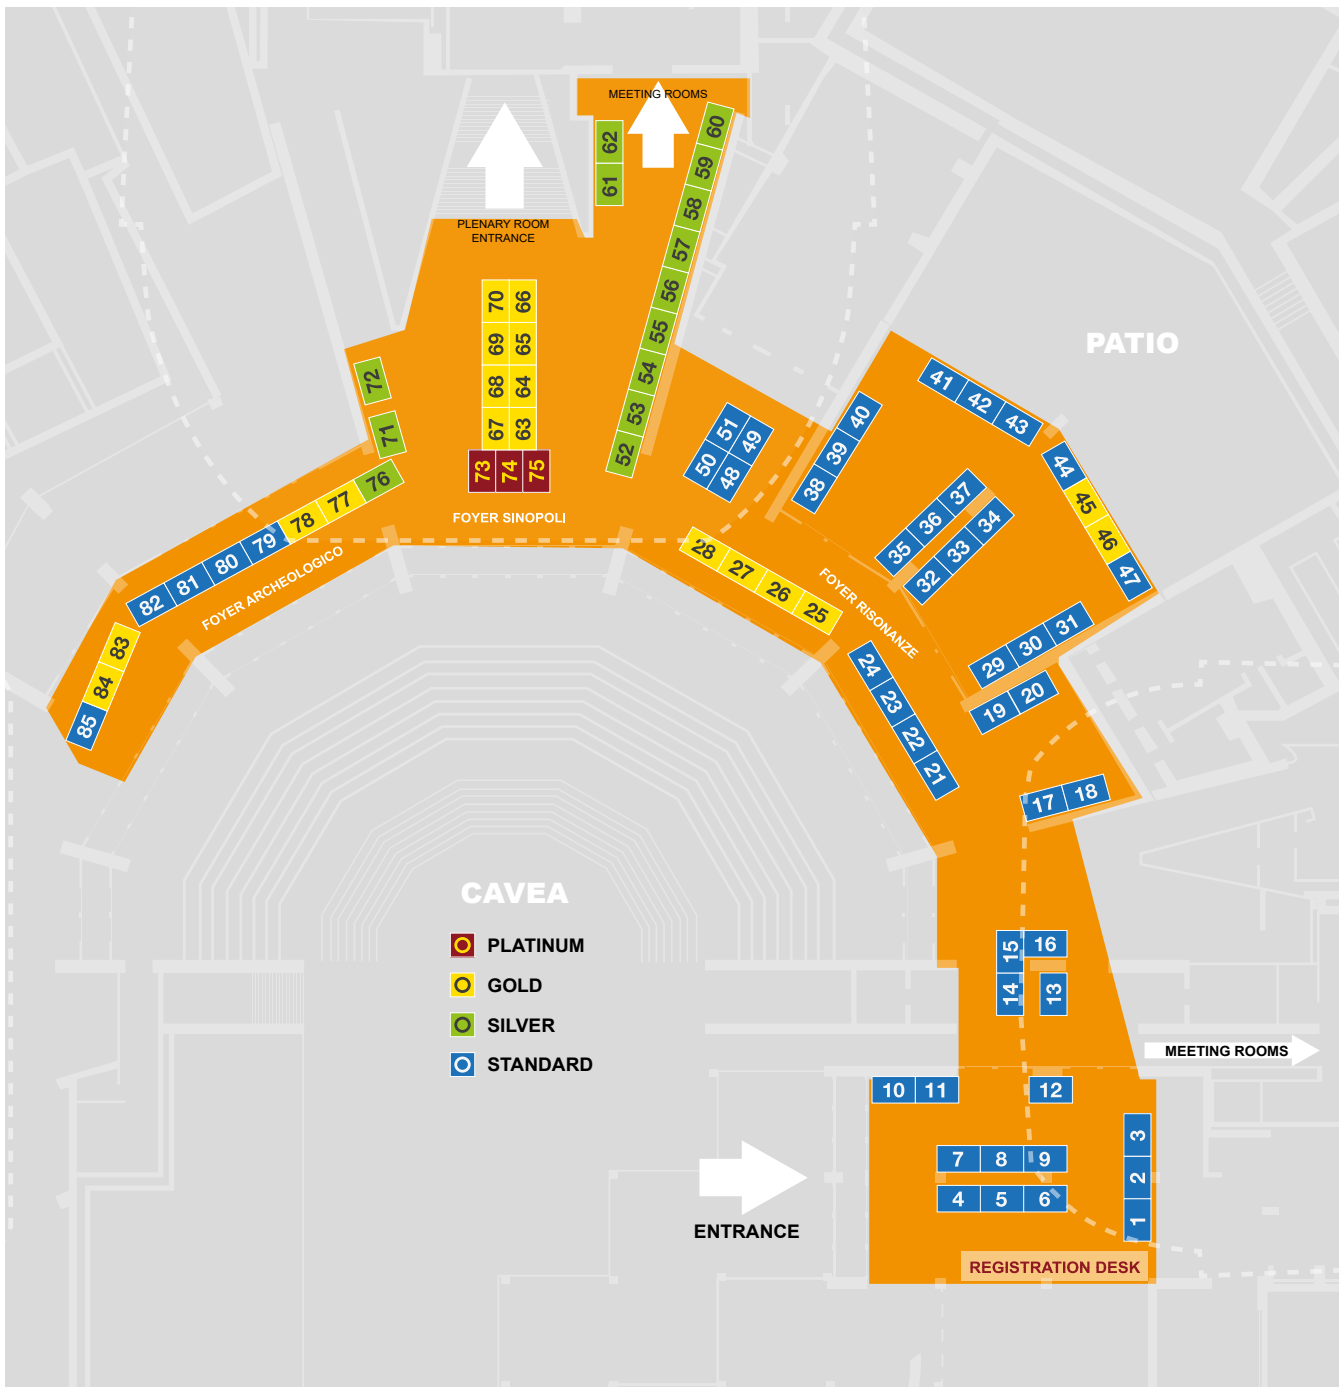 MEETING ROOMS
62
61
60
59
58
57
56
55
54
53
52
PLENARY ROOM
ENTRANCE
70 66
69 65
68 64
67 63
73 74 75
FOYER SINOPOLI
72
71
76
77
78
79
80
81
82
FOYER ARCHEOLOGICO
83
84
85
PATIO
51 49
50 48
40
39
38
41 42 43
44
45
46
47
37
36
35
34
33
32
28 27 26 25
FOYER RISONANZE
29 30 31
19 20
24
23
22
21
17 18
CAVEA
PLATINUM
GOLD
SILVER
STANDARD
15 16
14 13
MEETING ROOMS
10 11 12
3
2
1
7 8 9
4 5 6
ENTRANCE
REGISTRATION DESK